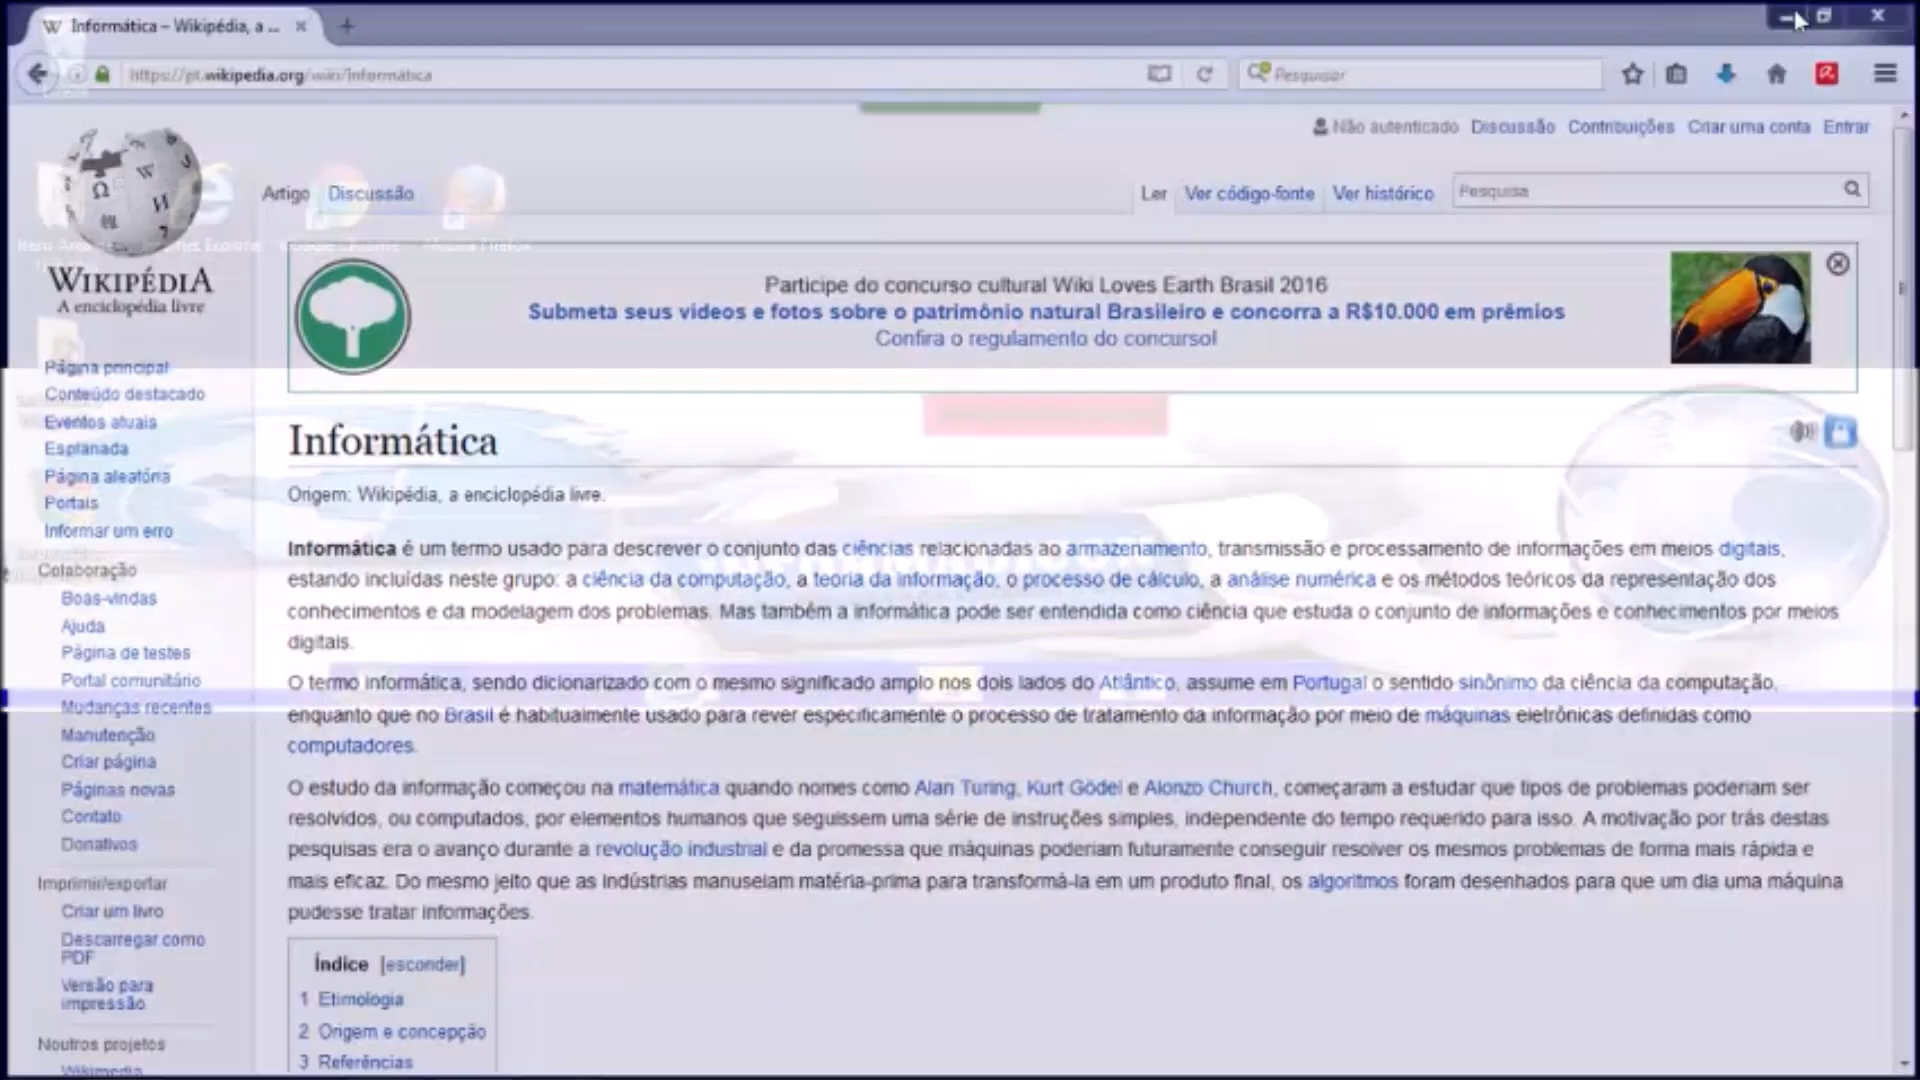 Informática – Wikipédia, a ...
https://pt.wikipedia.org/wiki/Informática
Pesquisar
Não autenticado Discussão Contribuições Criar uma conta Entrar
Artigo Discussão
Ler Ver código-fonte Ver histórico
Pesquisa
WIKIPÉDIA
A enciclopédia livre
Participe do concurso cultural Wiki Loves Earth Brasil 2016
Submeta seus vídeos e fotos sobre o patrimônio natural Brasileiro e concorra a R$10.000 em prêmios
Confira o regulamento do concurso!
Página principal
Conteúdo destacado
Eventos atuais
Esplanada
Página aleatória
Portais
Informar um erro
Colaboração
Boas-vindas
Ajuda
Página de testes
Portal comunitário
Mudanças recentes
Manutenção
Criar página
Páginas novas
Contato
Donativos
Imprimir/exportar
Criar um livro
Descarregar como
PDF
Versão para
impressão
Noutros projetos
Wikimedia
Informática
Origem: Wikipédia, a enciclopédia livre.
Informática é um termo usado para descrever o conjunto das ciências relacionadas ao armazenamento, transmissão e processamento de informações em meios digitais,
estando incluídas neste grupo: a ciência da computação, a teoria da informação, o processo de cálculo, a análise numérica e os métodos teóricos da representação dos
conhecimentos e da modelagem dos problemas. Mas também a informática pode ser entendida como ciência que estuda o conjunto de informações e conhecimentos por meios
digitais.
O termo informática, sendo dicionarizado com o mesmo significado amplo nos dois lados do Atlântico, assume em Portugal o sentido sinônimo da ciência da computação,
enquanto que no Brasil é habitualmente usado para rever especificamente o processo de tratamento da informação por meio de máquinas eletrônicas definidas como
computadores.
O estudo da informação começou na matemática quando nomes como Alan Turing, Kurt Gödel e Alonzo Church, começaram a estudar que tipos de problemas poderiam ser
resolvidos, ou computados, por elementos humanos que seguissem uma série de instruções simples, independente do tempo requerido para isso. A motivação por trás destas
pesquisas era o avanço durante a revolução industrial e da promessa que máquinas poderiam futuramente conseguir resolver os mesmos problemas de forma mais rápida e
mais eficaz. Do mesmo jeito que as indústrias manuseiam matéria-prima para transformá-la em um produto final, os algoritmos foram desenhados para que um dia uma máquina
pudesse tratar informações.
Índice [esconder]
1 Etimologia
2 Origem e concepção
3 Referências